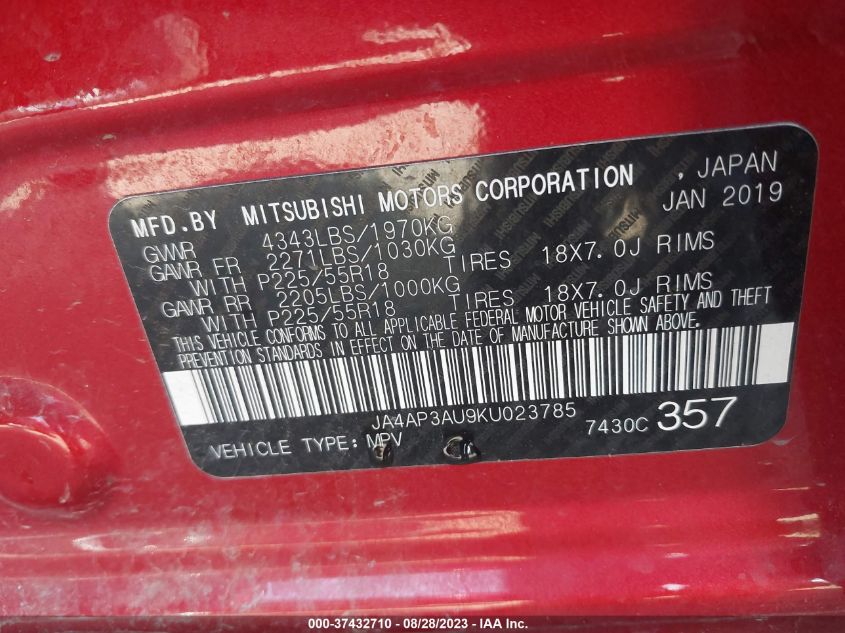 MFD.BY MITSUBISHI MOTORS CORPORATION , JAPAN
JAN 2019
GVWR 4343LBS/1970KG
GAWR FR 2271LBS/1030KG
WITH P225/55R18 TIRES 18X7.0J RIMS
GAWR RR 2205LBS/1000KG
WITH P225/55R18 TIRES 18X7.0J RIMS
THIS VEHICLE CONFORMS TO ALL APPLICABLE FEDERAL MOTOR VEHICLE SAFETY AND THEFT
PREVENTION STANDARDS IN EFFECT ON THE DATE OF MANUFACTURE SHOWN ABOVE.
JA4AP3AU9KU023785 7430C 357
VEHICLE TYPE: MPV
000-37432710 - 08/28/2023 - IAAI.com